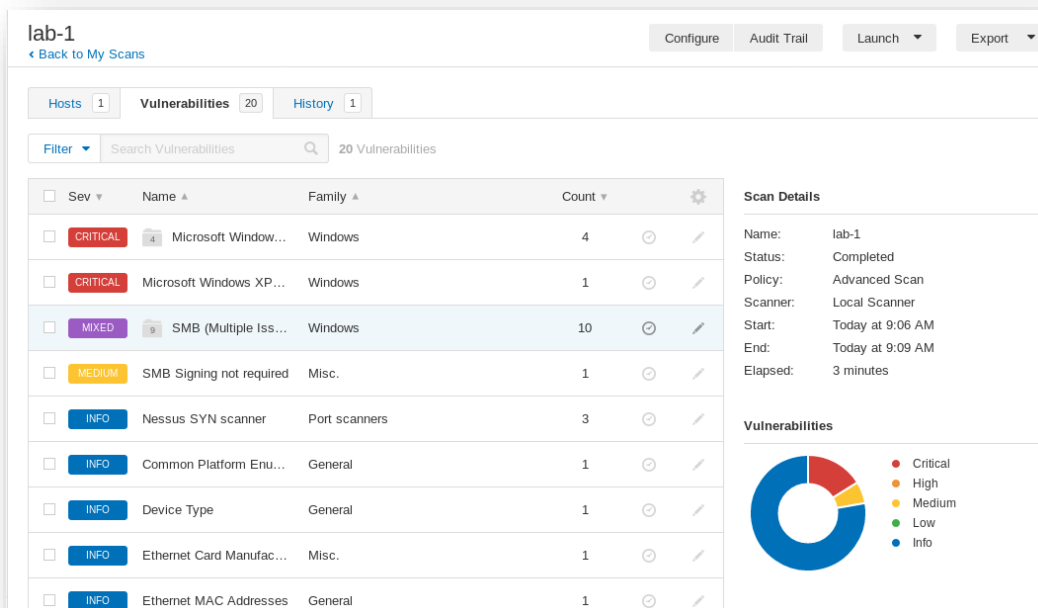 lab-1
Back to My Scans
Configure Audit Trail Launch Export
Hosts 1 Vulnerabilities 20 History 1
Filter Search Vulnerabilities 20 Vulnerabilities
Sev Name Family Count
CRITICAL 4 Microsoft Window... Windows 4
CRITICAL Microsoft Windows XP... Windows 1
MIXED 9 SMB (Multiple Iss... Windows 10
MEDIUM SMB Signing not required Misc. 1
INFO Nessus SYN scanner Port scanners 3
INFO Common Platform Enu... General 1
INFO Device Type General 1
INFO Ethernet Card Manufac... Misc. 1
INFO Ethernet MAC Addresses General 1
Scan Details
Name: lab-1
Status: Completed
Policy: Advanced Scan
Scanner: Local Scanner
Start: Today at 9:06 AM
End: Today at 9:09 AM
Elapsed: 3 minutes
Vulnerabilities
Critical
High
Medium
Low
Info